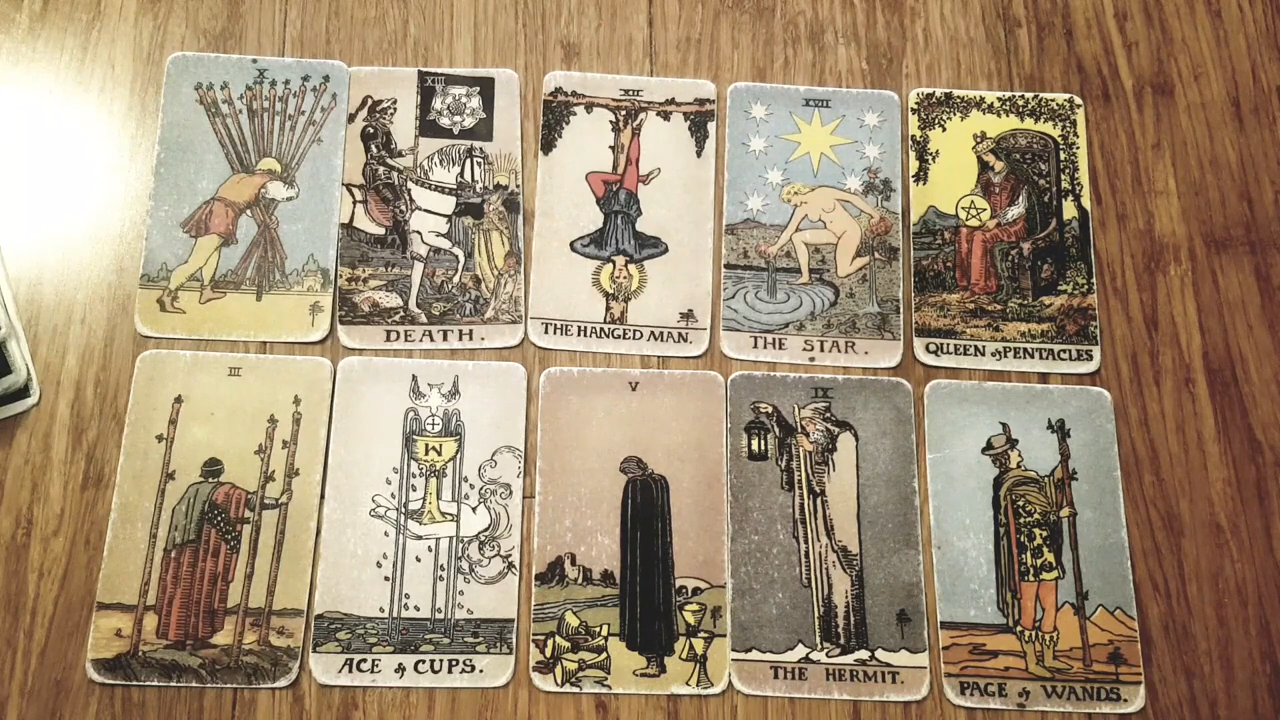 X
XIII
DEATH.
XII
THE HANGED MAN.
XVII
THE STAR.
QUEEN of PENTACLES
III
ACE of CUPS.
V
IX
THE HERMIT.
PAGE of WANDS.